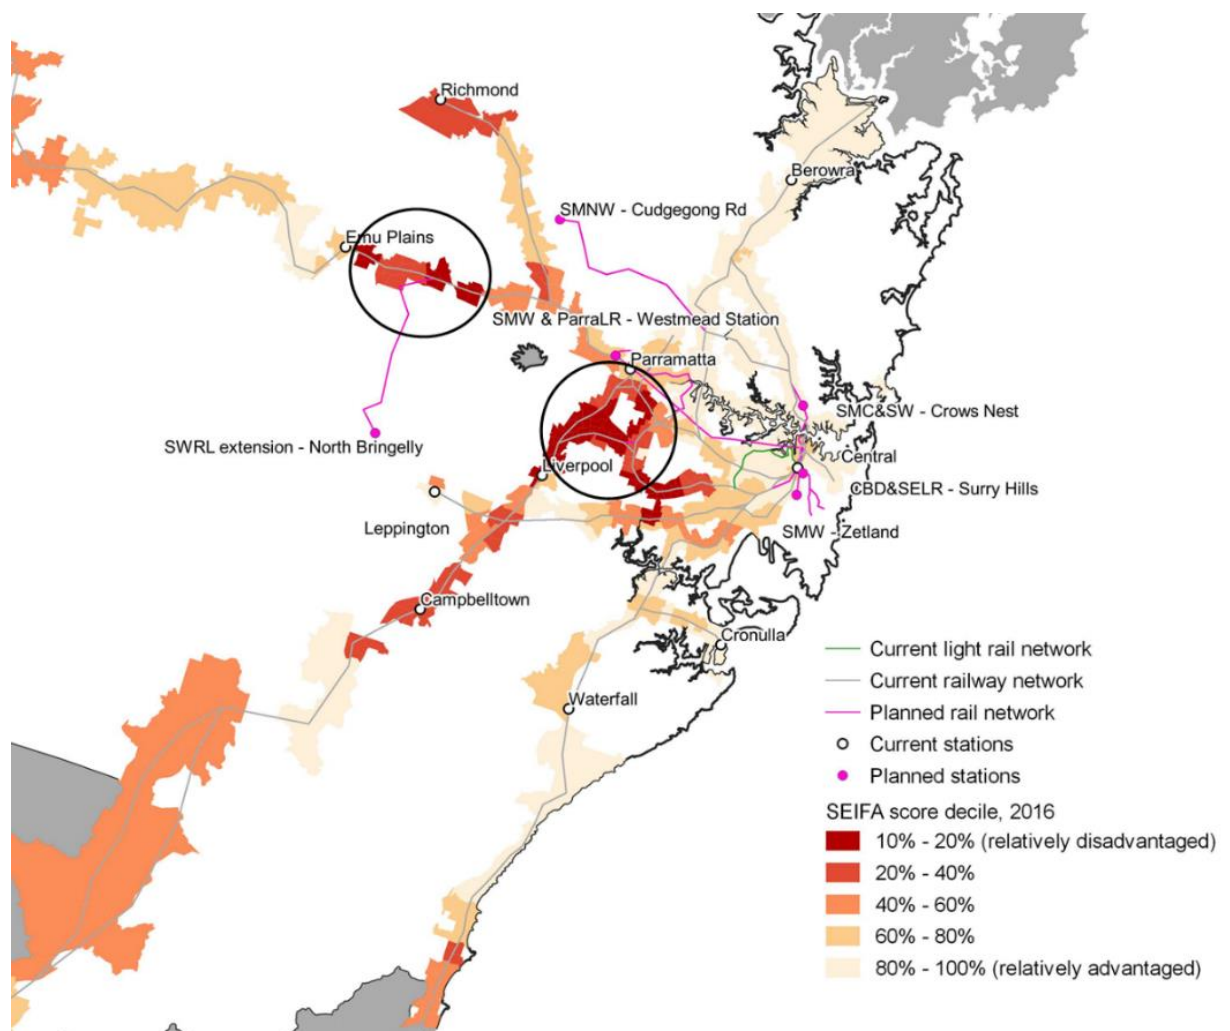 Richmond
Berowra
SMNW - Cudgegong Rd
Emu Plains
SMW & ParraLR - Westmead Station
Parramatta
SMC&SW - Crows Nest
SWRL extension - North Bringelly
Central
Liverpool
CBD&SELR - Surry Hills
Leppington
SMW - Zetland
Campbelltown
Cronulla
Waterfall
Current light rail network
Current railway network
Planned rail network
Current stations
Planned stations
SEIFA score decile, 2016
10% - 20% (relatively disadvantaged)
20% - 40%
40% - 60%
60% - 80%
80% - 100% (relatively advantaged)